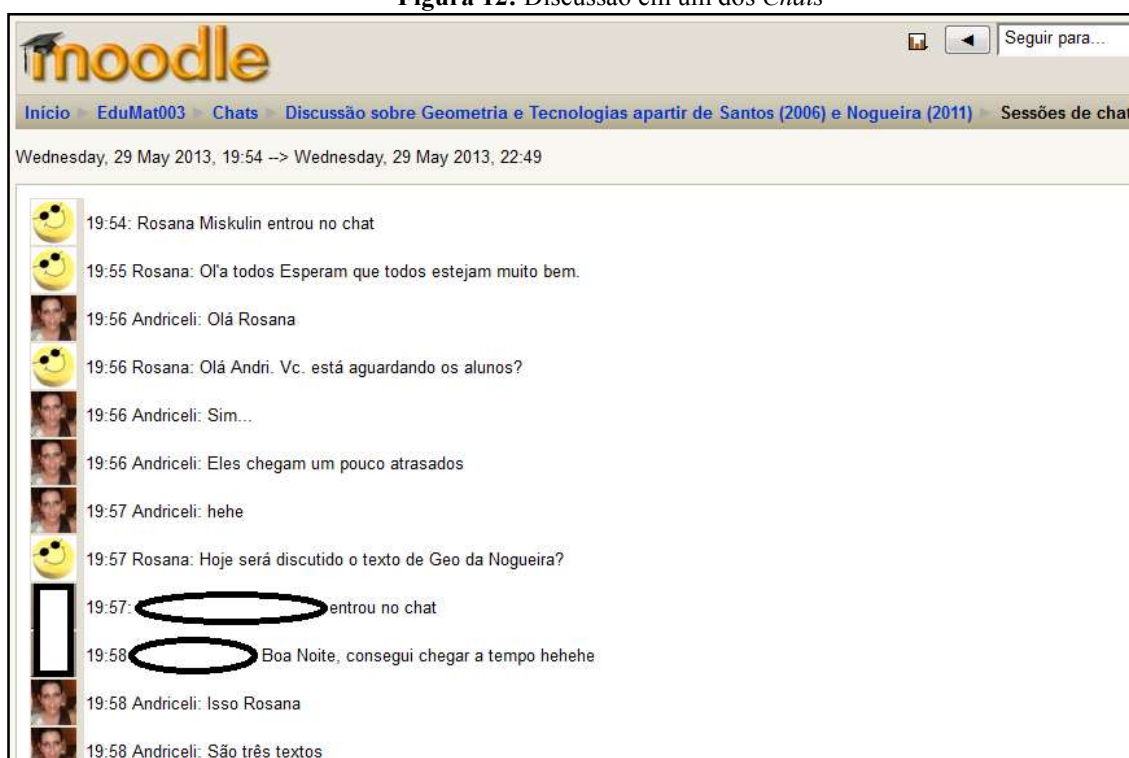 Figura 12: Discussão em um dos Chats
moodle
Seguir para...
Início ► EduMat003 ► Chats ► Discussão sobre Geometria e Tecnologias apartir de Santos (2006) e Nogueira (2011) ► Sessões de chat
Wednesday, 29 May 2013, 19:54 --> Wednesday, 29 May 2013, 22:49
19:54: Rosana Miskulin entrou no chat
19:55 Rosana: Ol'a todos Esperam que todos estejam muito bem.
19:56 Andriceli: Olá Rosana
19:56 Rosana: Olá Andri. Vc. está aguardando os alunos?
19:56 Andriceli: Sim...
19:56 Andriceli: Eles chegam um pouco atrasados
19:57 Andriceli: hehe
19:57 Rosana: Hoje será discutido o texto de Geo da Nogueira?
19:57: entrou no chat
19:58 Boa Noite, consegui chegar a tempo hehehe
19:58 Andriceli: Isso Rosana
19:58 Andriceli: São três textos